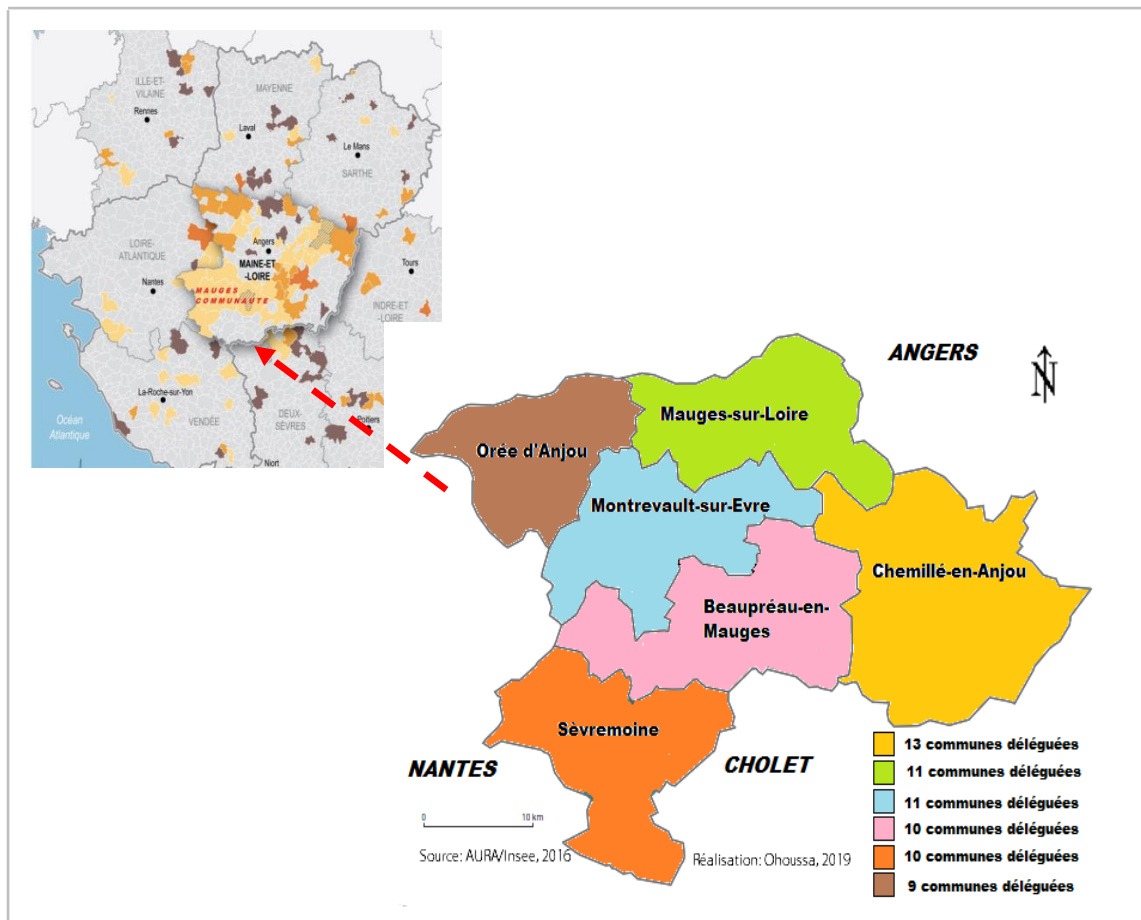 ILLE-ET-
VILAINE
Rennes
MAYENNE
Laval
Le Mans
SARTHE
LOIRE-
ATLANTIQUE
Nantes
Angers
MAINE-ET
-LOIRE
MAUGES
COMMUNAUTÉ
Tours
INDRE-ET
-LOIRE
La-Roche-sur-Yon
VENDÉE
DEUX-
SÈVRES
Poitiers
Niort
Océan
Atlantique
ANGERS
N
Mauges-sur-Loire
Orée d'Anjou
Montrevault-sur-Evre
Chemillé-en-Anjou
Beaupréau-en-
Mauges
Sèvremoine
NANTES
CHOLET
13 communes déléguées
11 communes déléguées
11 communes déléguées
10 communes déléguées
10 communes déléguées
9 communes déléguées
0 10 km
Source: AURA/Insee, 2016
Réalisation: Ohoussa, 2019